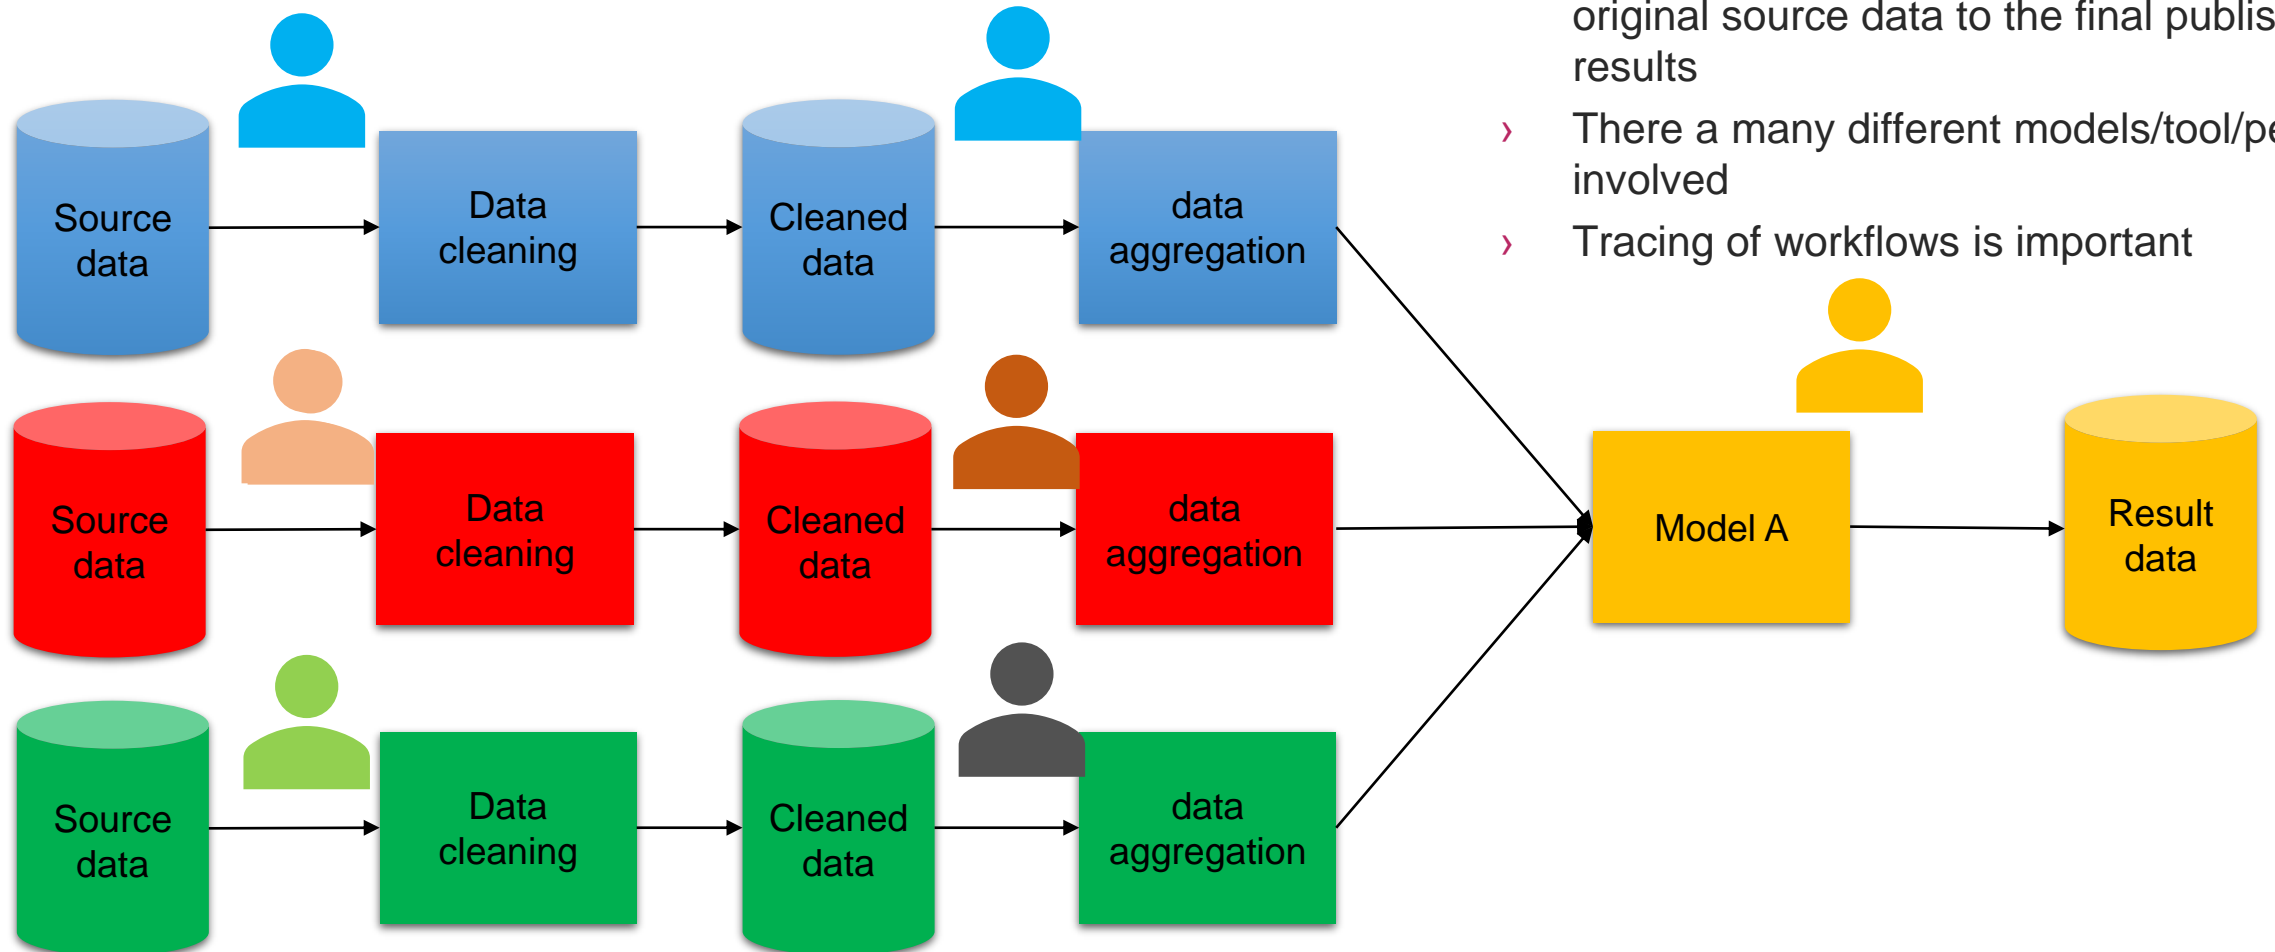 original source data to the final publis
results
› There a many different models/tool/pe
involved
› Tracing of workflows is important
Source
data
Data
cleaning
Cleaned
data
data
aggregation
Source
data
Data
cleaning
Cleaned
data
data
aggregation
Model A
Result
data
Source
data
Data
cleaning
Cleaned
data
data
aggregation